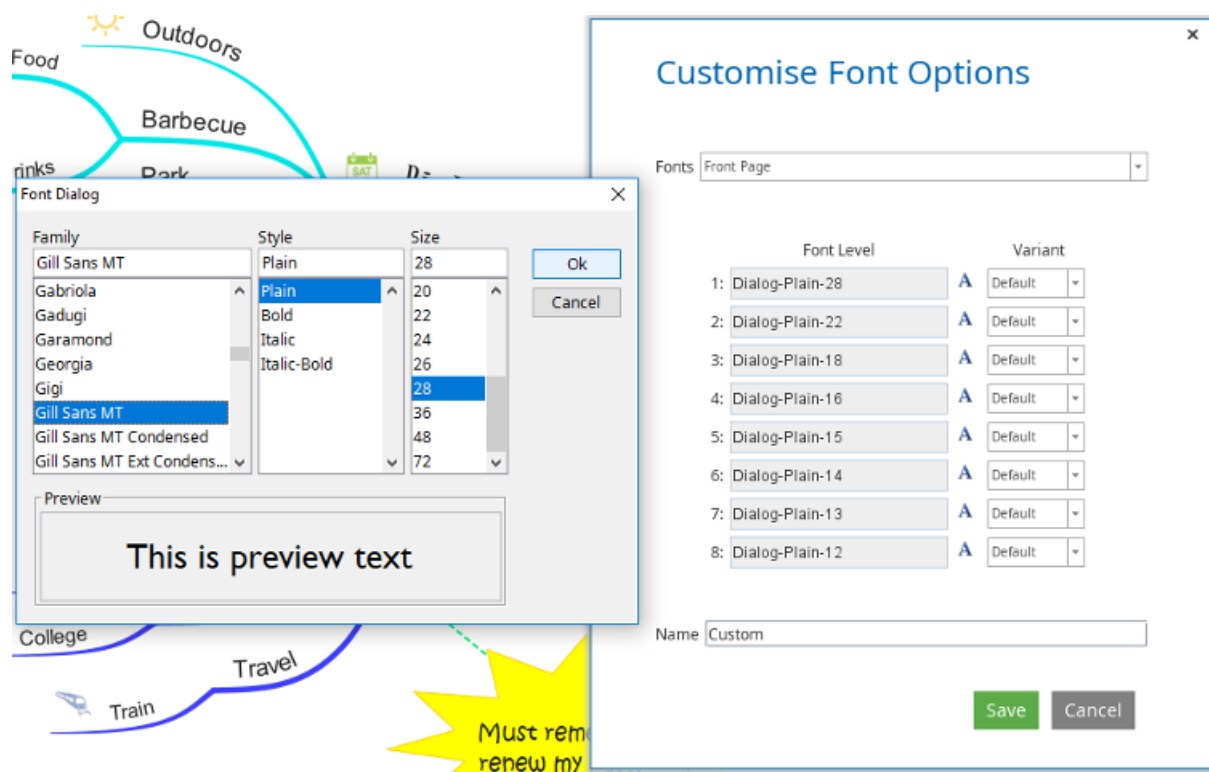 Outdoors
Food
Barbecue
rinks
Park
SAT
Font Dialog
Family
Style
Size
Gill Sans MT
Plain
28
Ok
Cancel
Gabriola
Gadugi
Garamond
Georgia
Gigi
Gill Sans MT
Gill Sans MT Condensed
Gill Sans MT Ext Condens...
Plain
Bold
Italic
Italic-Bold
20
22
24
26
28
36
48
72
Preview
This is preview text
College
Travel
Train
Must rem
renew my
Customise Font Options
Fonts Front Page
Font Level Variant
1: Dialog-Plain-28 A Default
2: Dialog-Plain-22 A Default
3: Dialog-Plain-18 A Default
4: Dialog-Plain-16 A Default
5: Dialog-Plain-15 A Default
6: Dialog-Plain-14 A Default
7: Dialog-Plain-13 A Default
8: Dialog-Plain-12 A Default
Name Custom
Save Cancel